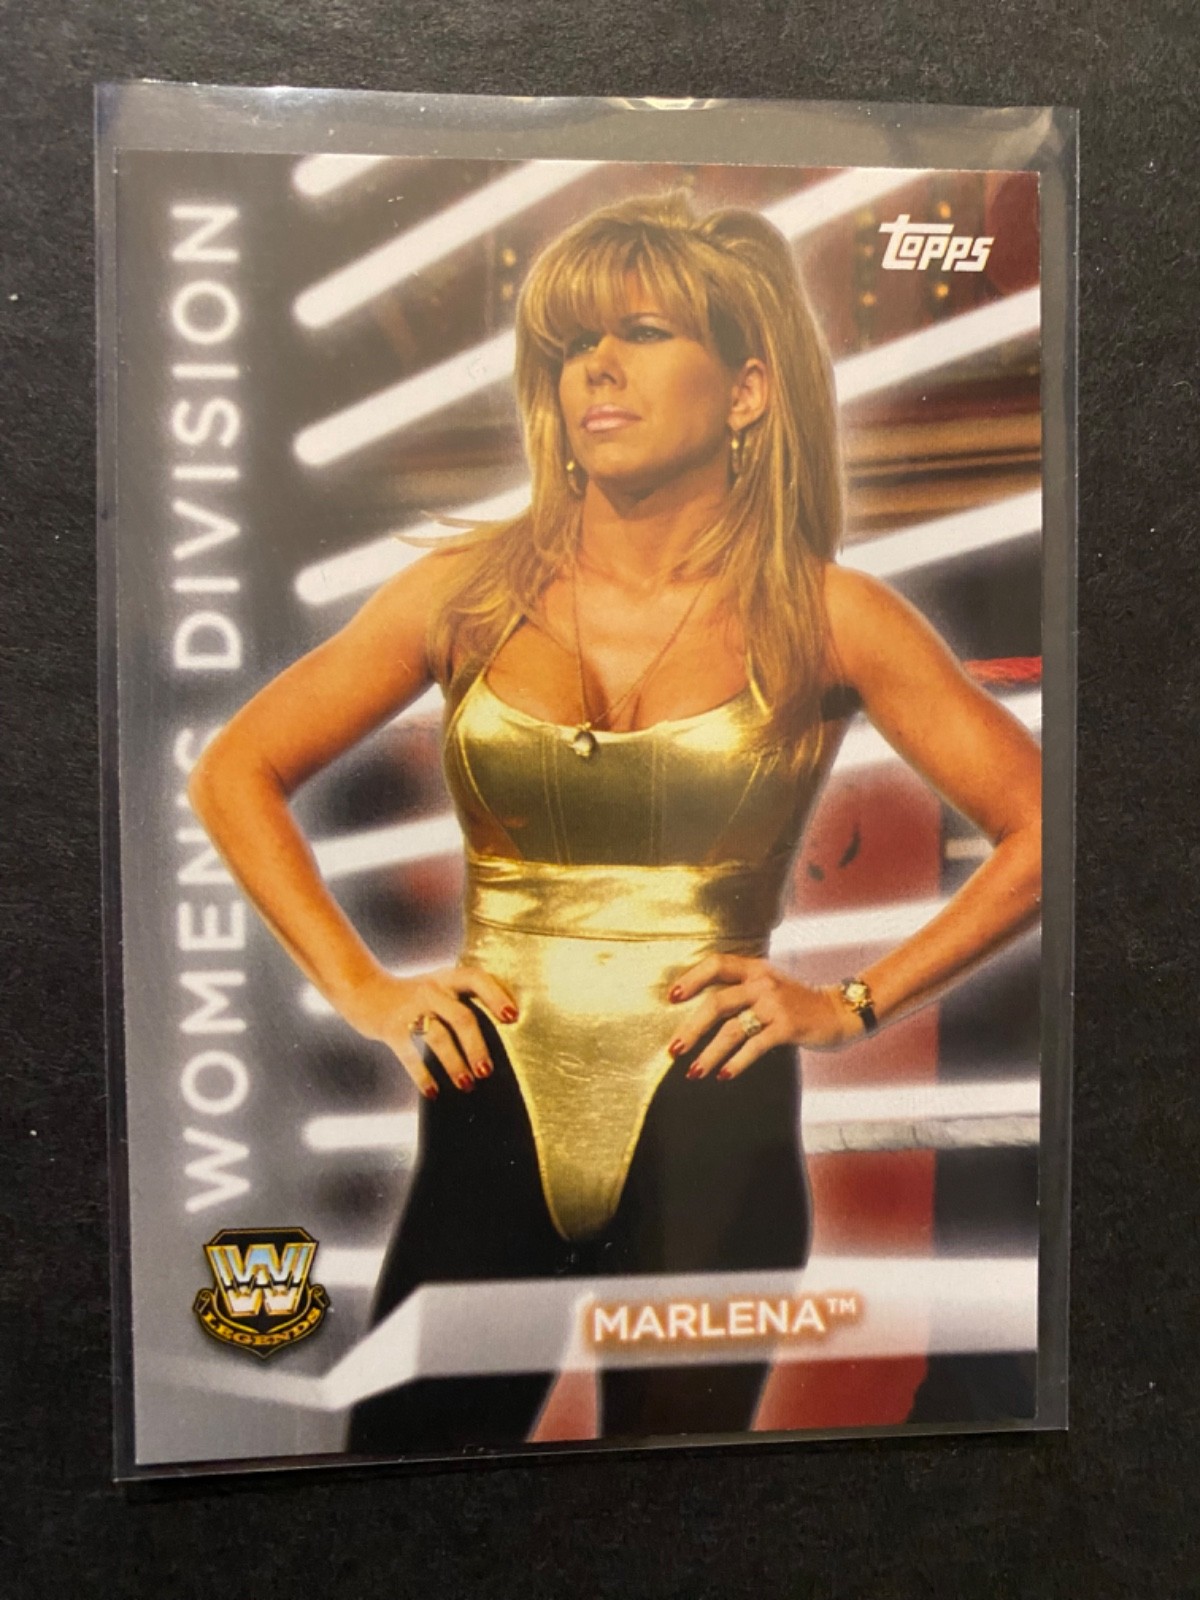 TOPPS
WOMEN'S DIVISION
W
LEGENDS
MARLENA™